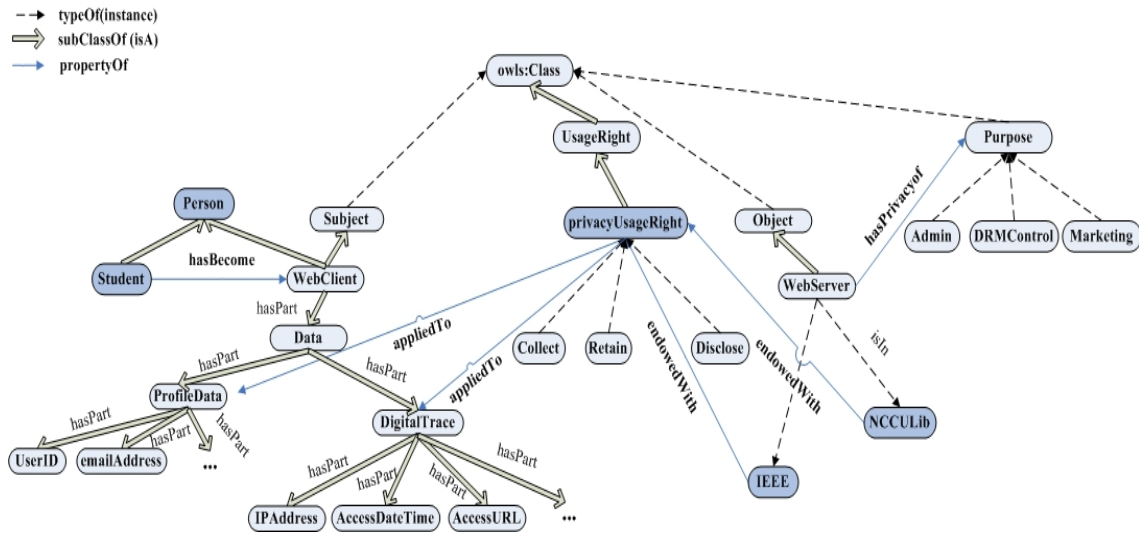 typeOf(instance)
subClassOf (isA)
propertyOf
owls:Class
UsageRight
Purpose
hasPrivacyof
Person
Subject
privacyUsageRight
Object
Admin
DRMControl
Marketing
hasBecome
Student
WebClient
WebServer
hasPart
Data
appliedTo
Collect
Retain
Disclose
isIn
hasPart
hasPart
appliedTo
endowedWith
endowedWith
ProfileData
hasPart
hasPart
hasPart
DigitalTrace
NCCULib
UserID
emailAddress
...
hasPart
hasPart
hasPart
hasPart
IEEE
IPAddress
AccessDateTime
AccessURL
...